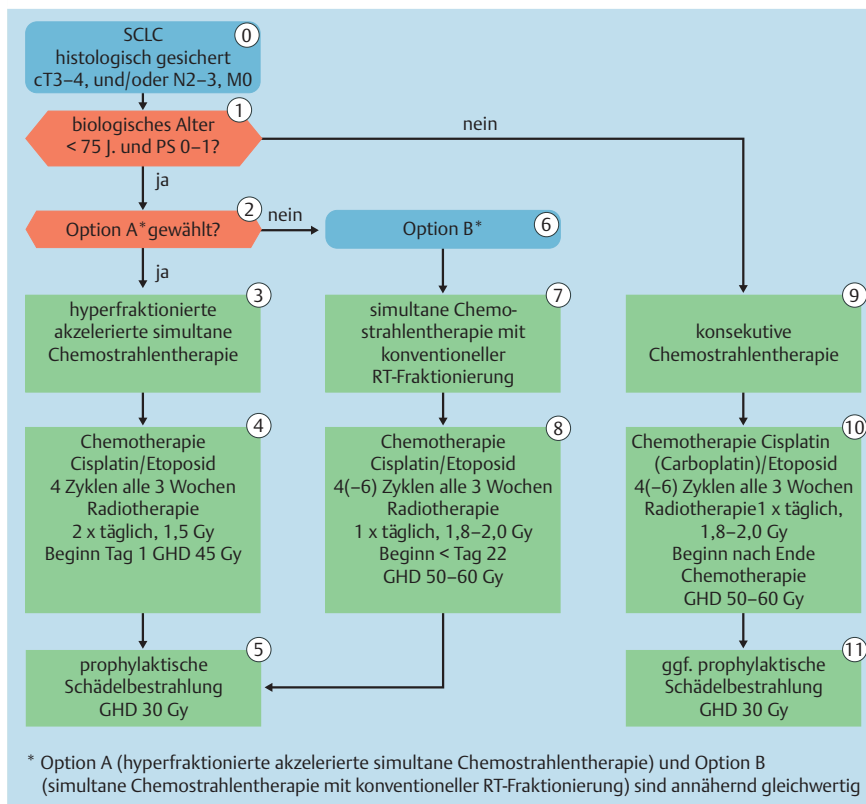 0
SCLC
histologisch gesichert
cT3–4, und/oder N2–3, M0
1
biologisches Alter
< 75 J. und PS 0–1?
nein
ja
2
Option A* gewählt?
nein
6
Option B*
ja
3
hyperfraktionierte
akzelerierte simultane
Chemostrahlentherapie
7
simultane Chemo-
strahlentherapie mit
konventioneller
RT-Fraktionierung
9
konsekutive
Chemostrahlentherapie
4
Chemotherapie
Cisplatin/Etoposid
4 Zyklen alle 3 Wochen
Radiotherapie
2 x täglich, 1,5 Gy
Beginn Tag 1 GHD 45 Gy
8
Chemotherapie
Cisplatin/Etoposid
4(–6) Zyklen alle 3 Wochen
Radiotherapie
1 x täglich, 1,8–2,0 Gy
Beginn < Tag 22
GHD 50–60 Gy
10
Chemotherapie Cisplatin
(Carboplatin)/Etoposid
4(–6) Zyklen alle 3 Wochen
Radiotherapie1 x täglich,
1,8–2,0 Gy
Beginn nach Ende
Chemotherapie
GHD 50–60 Gy
5
prophylaktische
Schädelbestrahlung
GHD 30 Gy
11
ggf. prophylaktische
Schädelbestrahlung
GHD 30 Gy
* Option A (hyperfraktionierte akzelerierte simultane Chemostrahlentherapie) und Option B
(simultane Chemostrahlentherapie mit konventioneller RT-Fraktionierung) sind annähernd gleichwertig